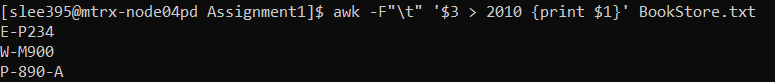 [slee395@mtrx-node04pd Assignment1]$ awk -F"\t" '$3 > 2010 {print $1}' BookStore.txt
E-P234
W-M900
P-890-A